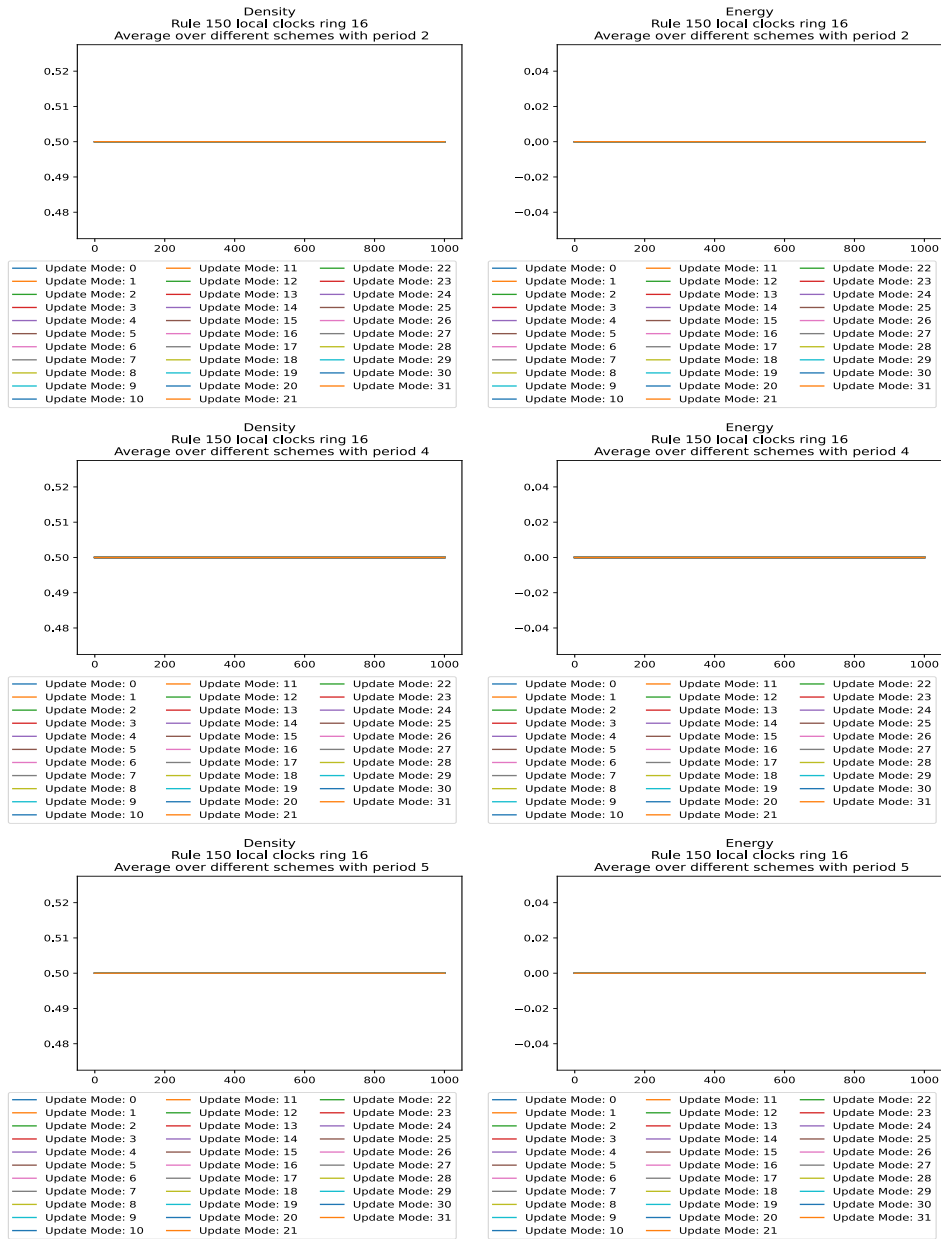 Density
Rule 150 local clocks ring 16
Average over different schemes with period 2
0.52
0.51
0.50
0.49
0.48
0 200 400 600 800 1000
Update Mode: 0 Update Mode: 11 Update Mode: 22
Update Mode: 1 Update Mode: 12 Update Mode: 23
Update Mode: 2 Update Mode: 13 Update Mode: 24
Update Mode: 3 Update Mode: 14 Update Mode: 25
Update Mode: 4 Update Mode: 15 Update Mode: 26
Update Mode: 5 Update Mode: 16 Update Mode: 27
Update Mode: 6 Update Mode: 17 Update Mode: 28
Update Mode: 7 Update Mode: 18 Update Mode: 29
Update Mode: 8 Update Mode: 19 Update Mode: 30
Update Mode: 9 Update Mode: 20 Update Mode: 31
Update Mode: 10 Update Mode: 21
Energy
Rule 150 local clocks ring 16
Average over different schemes with period 2
0.04
0.02
0.00
−0.02
−0.04
0 200 400 600 800 1000
Update Mode: 0 Update Mode: 11 Update Mode: 22
Update Mode: 1 Update Mode: 12 Update Mode: 23
Update Mode: 2 Update Mode: 13 Update Mode: 24
Update Mode: 3 Update Mode: 14 Update Mode: 25
Update Mode: 4 Update Mode: 15 Update Mode: 26
Update Mode: 5 Update Mode: 16 Update Mode: 27
Update Mode: 6 Update Mode: 17 Update Mode: 28
Update Mode: 7 Update Mode: 18 Update Mode: 29
Update Mode: 8 Update Mode: 19 Update Mode: 30
Update Mode: 9 Update Mode: 20 Update Mode: 31
Update Mode: 10 Update Mode: 21
Density
Rule 150 local clocks ring 16
Average over different schemes with period 4
0.52
0.51
0.50
0.49
0.48
0 200 400 600 800 1000
Update Mode: 0 Update Mode: 11 Update Mode: 22
Update Mode: 1 Update Mode: 12 Update Mode: 23
Update Mode: 2 Update Mode: 13 Update Mode: 24
Update Mode: 3 Update Mode: 14 Update Mode: 25
Update Mode: 4 Update Mode: 15 Update Mode: 26
Update Mode: 5 Update Mode: 16 Update Mode: 27
Update Mode: 6 Update Mode: 17 Update Mode: 28
Update Mode: 7 Update Mode: 18 Update Mode: 29
Update Mode: 8 Update Mode: 19 Update Mode: 30
Update Mode: 9 Update Mode: 20 Update Mode: 31
Update Mode: 10 Update Mode: 21
Energy
Rule 150 local clocks ring 16
Average over different schemes with period 4
0.04
0.02
0.00
−0.02
−0.04
0 200 400 600 800 1000
Update Mode: 0 Update Mode: 11 Update Mode: 22
Update Mode: 1 Update Mode: 12 Update Mode: 23
Update Mode: 2 Update Mode: 13 Update Mode: 24
Update Mode: 3 Update Mode: 14 Update Mode: 25
Update Mode: 4 Update Mode: 15 Update Mode: 26
Update Mode: 5 Update Mode: 16 Update Mode: 27
Update Mode: 6 Update Mode: 17 Update Mode: 28
Update Mode: 7 Update Mode: 18 Update Mode: 29
Update Mode: 8 Update Mode: 19 Update Mode: 30
Update Mode: 9 Update Mode: 20 Update Mode: 31
Update Mode: 10 Update Mode: 21
Density
Rule 150 local clocks ring 16
Average over different schemes with period 5
0.52
0.51
0.50
0.49
0.48
0 200 400 600 800 1000
Update Mode: 0 Update Mode: 11 Update Mode: 22
Update Mode: 1 Update Mode: 12 Update Mode: 23
Update Mode: 2 Update Mode: 13 Update Mode: 24
Update Mode: 3 Update Mode: 14 Update Mode: 25
Update Mode: 4 Update Mode: 15 Update Mode: 26
Update Mode: 5 Update Mode: 16 Update Mode: 27
Update Mode: 6 Update Mode: 17 Update Mode: 28
Update Mode: 7 Update Mode: 18 Update Mode: 29
Update Mode: 8 Update Mode: 19 Update Mode: 30
Update Mode: 9 Update Mode: 20 Update Mode: 31
Update Mode: 10 Update Mode: 21
Energy
Rule 150 local clocks ring 16
Average over different schemes with period 5
0.04
0.02
0.00
−0.02
−0.04
0 200 400 600 800 1000
Update Mode: 0 Update Mode: 11 Update Mode: 22
Update Mode: 1 Update Mode: 12 Update Mode: 23
Update Mode: 2 Update Mode: 13 Update Mode: 24
Update Mode: 3 Update Mode: 14 Update Mode: 25
Update Mode: 4 Update Mode: 15 Update Mode: 26
Update Mode: 5 Update Mode: 16 Update Mode: 27
Update Mode: 6 Update Mode: 17 Update Mode: 28
Update Mode: 7 Update Mode: 18 Update Mode: 29
Update Mode: 8 Update Mode: 19 Update Mode: 30
Update Mode: 9 Update Mode: 20 Update Mode: 31
Update Mode: 10 Update Mode: 21